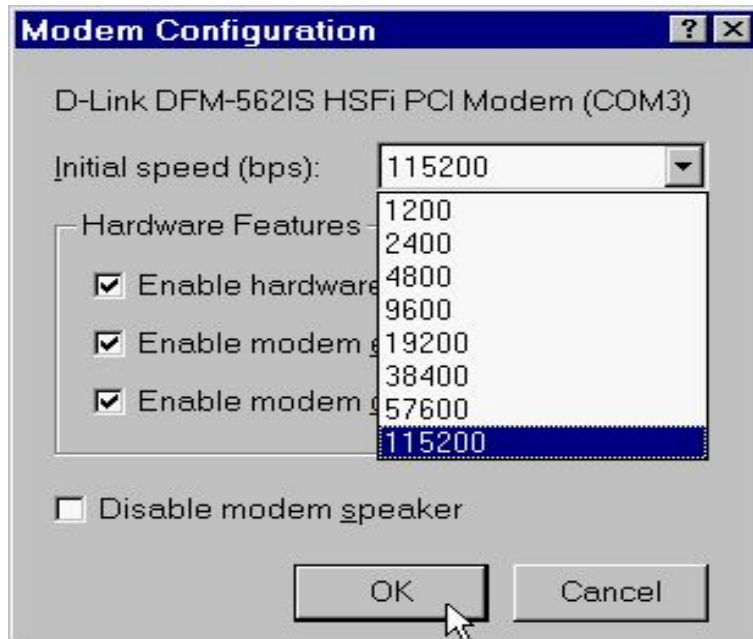 Modem Configuration
D-Link DFM-562IS HSFi PCI Modem (COM3)
Initial speed (bps): 115200
1200
Hardware Features
2400
4800
Enable hardware
9600
Enable modem
19200
38400
Enable modem
57600
115200
Disable modem speaker
OK Cancel